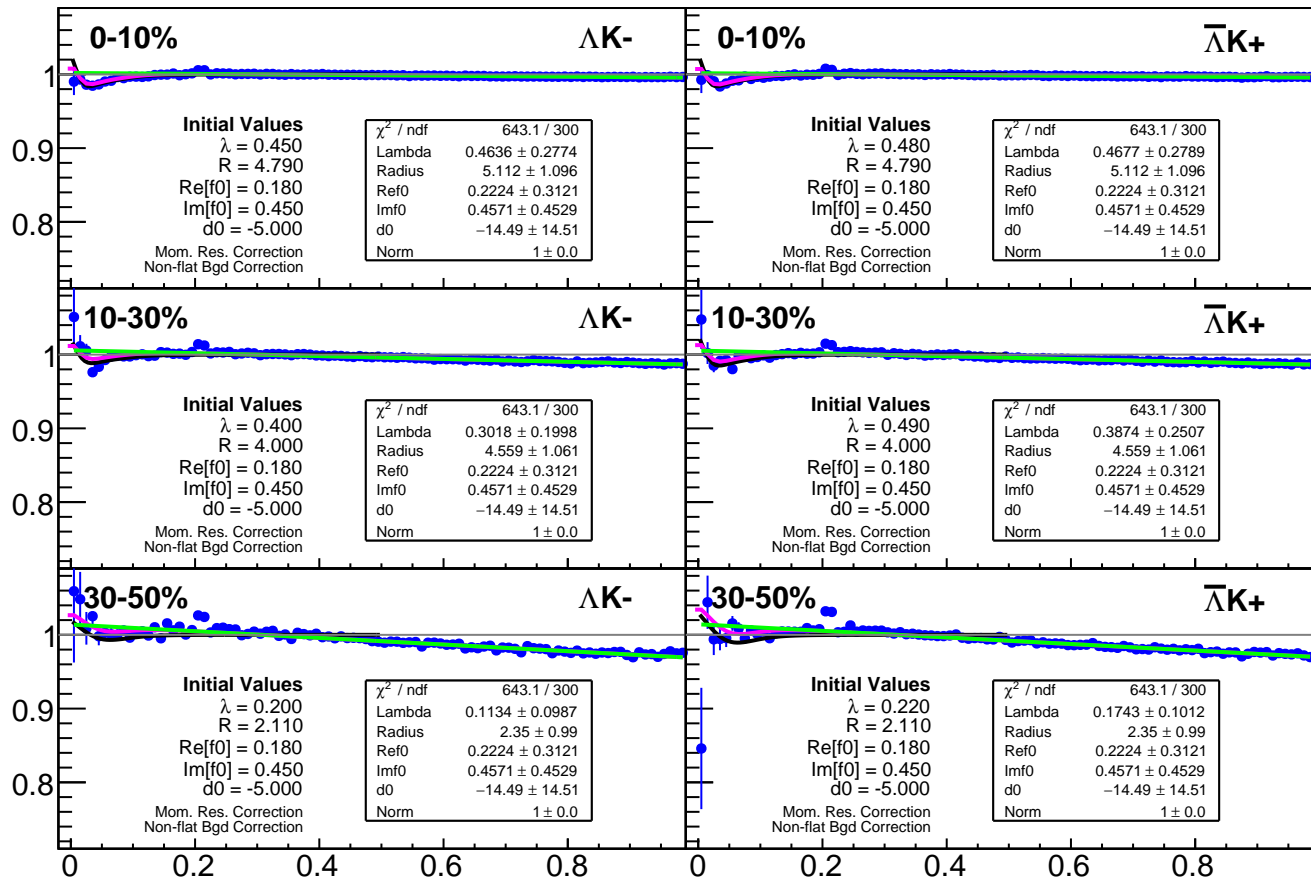 0-10% ΛK-
1
0.9
0.8
Initial Values
λ = 0.450
R = 4.790
Re[f0] = 0.180
Im[f0] = 0.450
d0 = -5.000
Mom. Res. Correction
Non-flat Bgd Correction
χ² / ndf 643.1 / 300
Lambda 0.4636 ± 0.2774
Radius 5.112 ± 1.096
Ref0 0.2224 ± 0.3121
Imf0 0.4571 ± 0.4529
d0 −14.49 ± 14.51
Norm 1 ± 0.0
0-10% Λ̅K+
Initial Values
λ = 0.480
R = 4.790
Re[f0] = 0.180
Im[f0] = 0.450
d0 = -5.000
Mom. Res. Correction
Non-flat Bgd Correction
χ² / ndf 643.1 / 300
Lambda 0.4677 ± 0.2789
Radius 5.112 ± 1.096
Ref0 0.2224 ± 0.3121
Imf0 0.4571 ± 0.4529
d0 −14.49 ± 14.51
Norm 1 ± 0.0
10-30% ΛK-
1
0.9
0.8
Initial Values
λ = 0.400
R = 4.000
Re[f0] = 0.180
Im[f0] = 0.450
d0 = -5.000
Mom. Res. Correction
Non-flat Bgd Correction
χ² / ndf 643.1 / 300
Lambda 0.3018 ± 0.1998
Radius 4.559 ± 1.061
Ref0 0.2224 ± 0.3121
Imf0 0.4571 ± 0.4529
d0 −14.49 ± 14.51
Norm 1 ± 0.0
10-30% Λ̅K+
Initial Values
λ = 0.490
R = 4.000
Re[f0] = 0.180
Im[f0] = 0.450
d0 = -5.000
Mom. Res. Correction
Non-flat Bgd Correction
χ² / ndf 643.1 / 300
Lambda 0.3874 ± 0.2507
Radius 4.559 ± 1.061
Ref0 0.2224 ± 0.3121
Imf0 0.4571 ± 0.4529
d0 −14.49 ± 14.51
Norm 1 ± 0.0
30-50% ΛK-
1
0.9
0.8
Initial Values
λ = 0.200
R = 2.110
Re[f0] = 0.180
Im[f0] = 0.450
d0 = -5.000
Mom. Res. Correction
Non-flat Bgd Correction
χ² / ndf 643.1 / 300
Lambda 0.1134 ± 0.0987
Radius 2.35 ± 0.99
Ref0 0.2224 ± 0.3121
Imf0 0.4571 ± 0.4529
d0 −14.49 ± 14.51
Norm 1 ± 0.0
30-50% Λ̅K+
Initial Values
λ = 0.220
R = 2.110
Re[f0] = 0.180
Im[f0] = 0.450
d0 = -5.000
Mom. Res. Correction
Non-flat Bgd Correction
χ² / ndf 643.1 / 300
Lambda 0.1743 ± 0.1012
Radius 2.35 ± 0.99
Ref0 0.2224 ± 0.3121
Imf0 0.4571 ± 0.4529
d0 −14.49 ± 14.51
Norm 1 ± 0.0
0 0.2 0.4 0.6 0.8 0 0.2 0.4 0.6 0.8